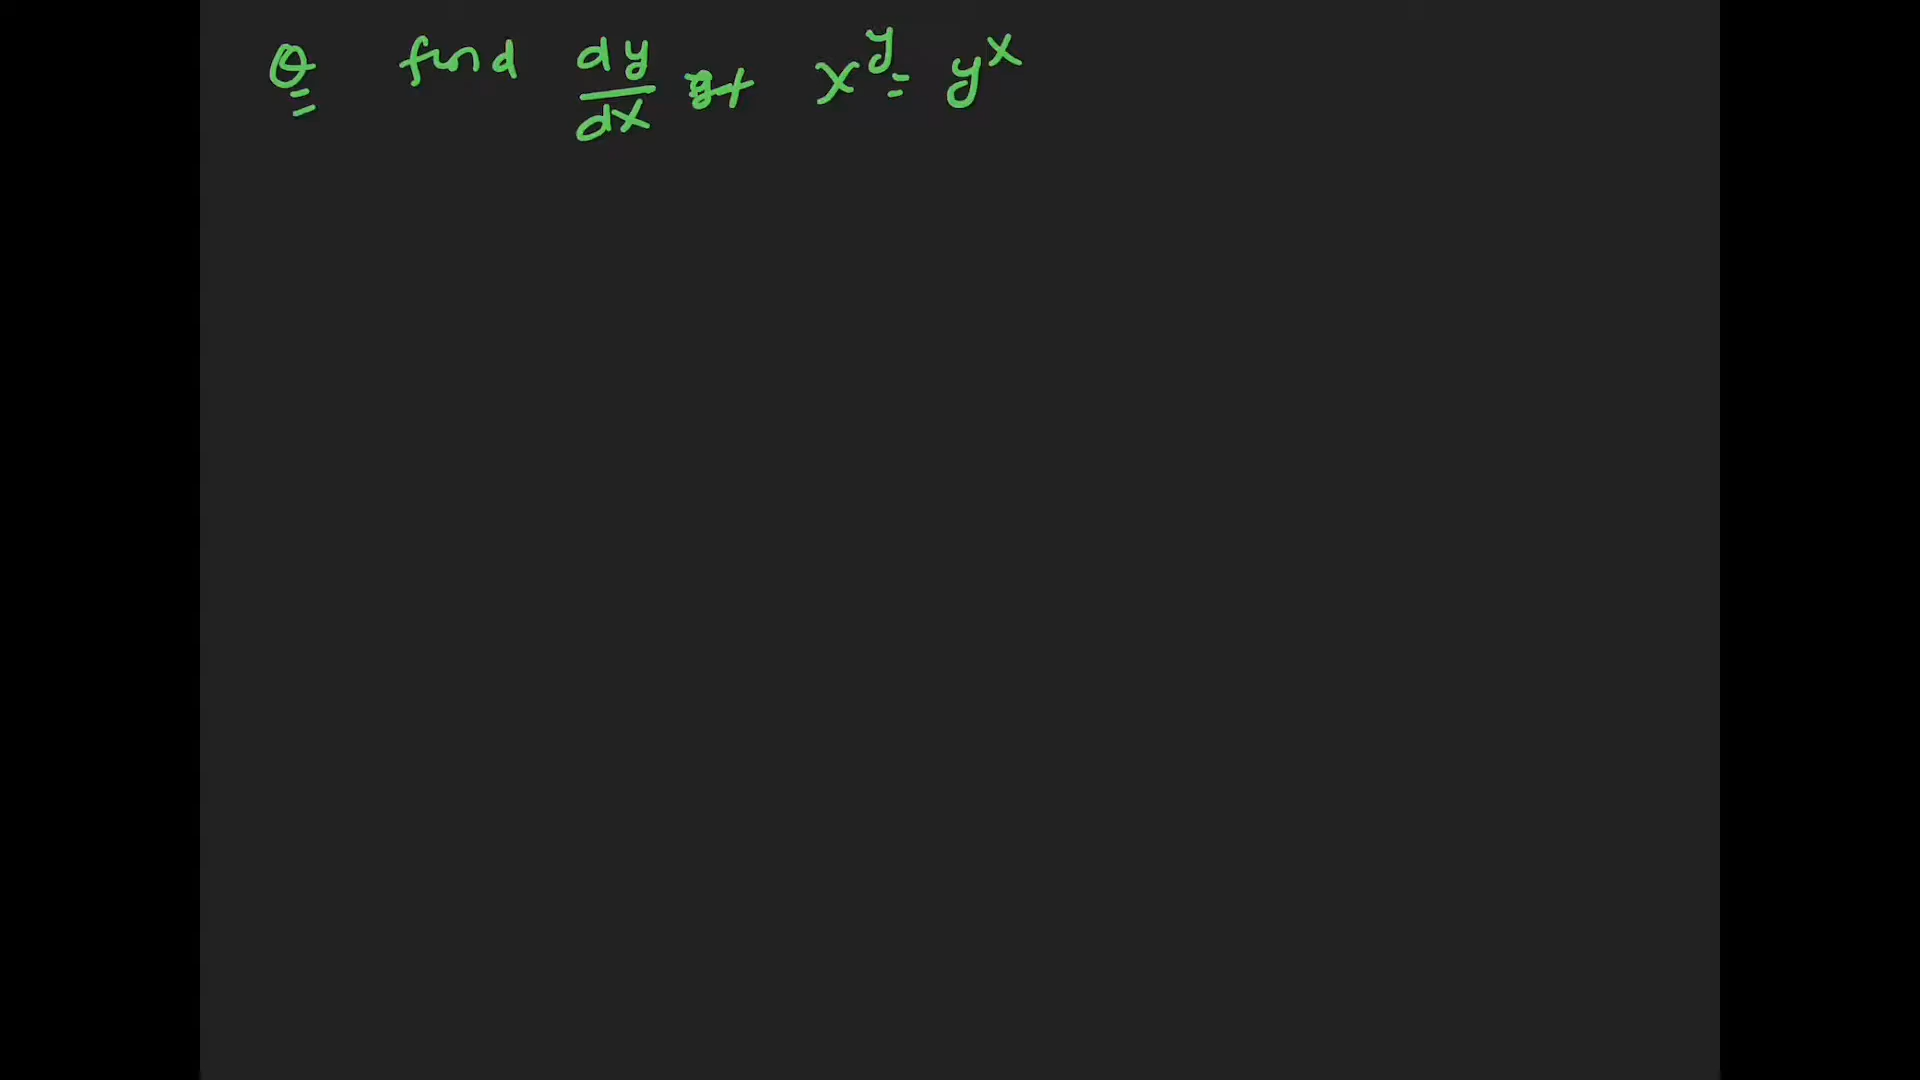 Q find dy/dx if x^y = y^x